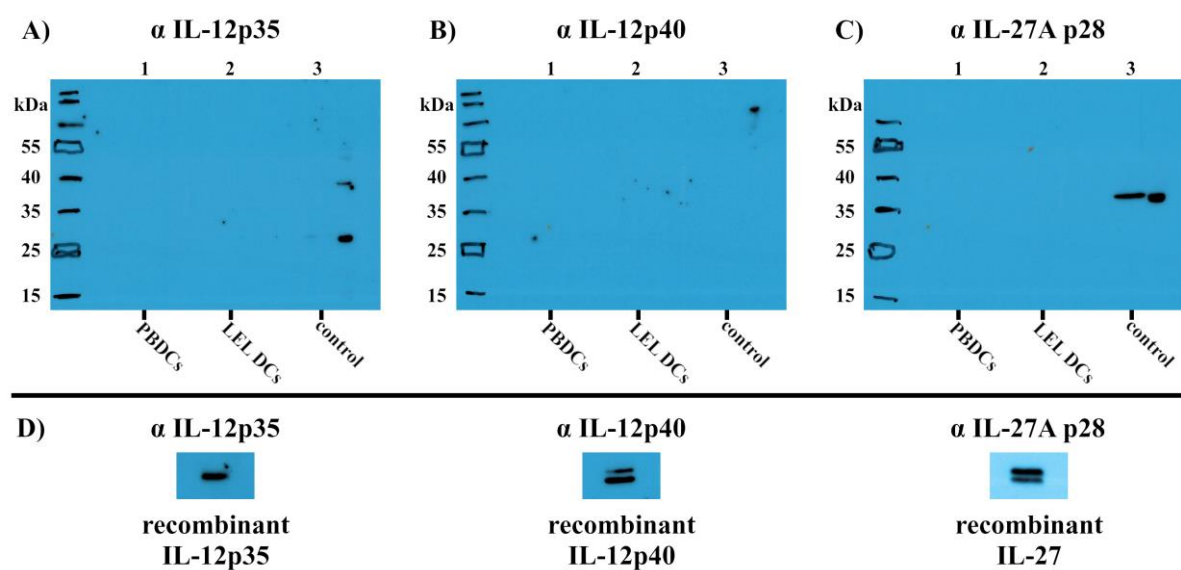 A) α IL-12p35
1 2 3
kDa
55
40
35
25
15
PBDCs
LEL DCs
control
B) α IL-12p40
1 2 3
kDa
55
40
35
25
15
PBDCs
LEL DCs
control
C) α IL-27A p28
1 2 3
kDa
55
40
35
25
15
PBDCs
LEL DCs
control
D) α IL-12p35
recombinant
IL-12p35
α IL-12p40
recombinant
IL-12p40
α IL-27A p28
recombinant
IL-27